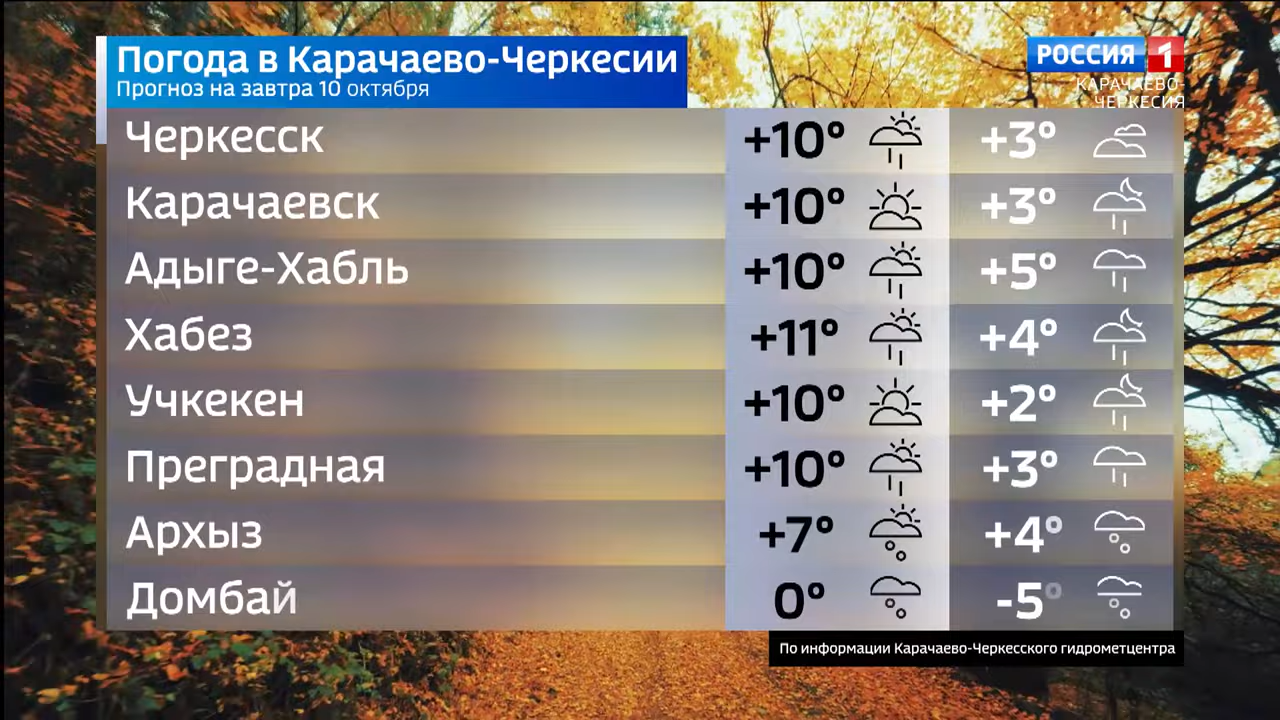 Погода в Карачаево-Черкесии
Прогноз на завтра 10 октября
РОССИЯ 1
КАРАЧАЕВО-
ЧЕРКЕСИЯ
Черкесск +10° +3°
Карачаевск +10° +3°
Адыге-Хабль +10° +5°
Хабез +11° +4°
Учкекен +10° +2°
Преградная +10° +3°
Архыз +7° +4°
Домбай 0° -5°
По информации Карачаево-Черкесского гидрометцентра